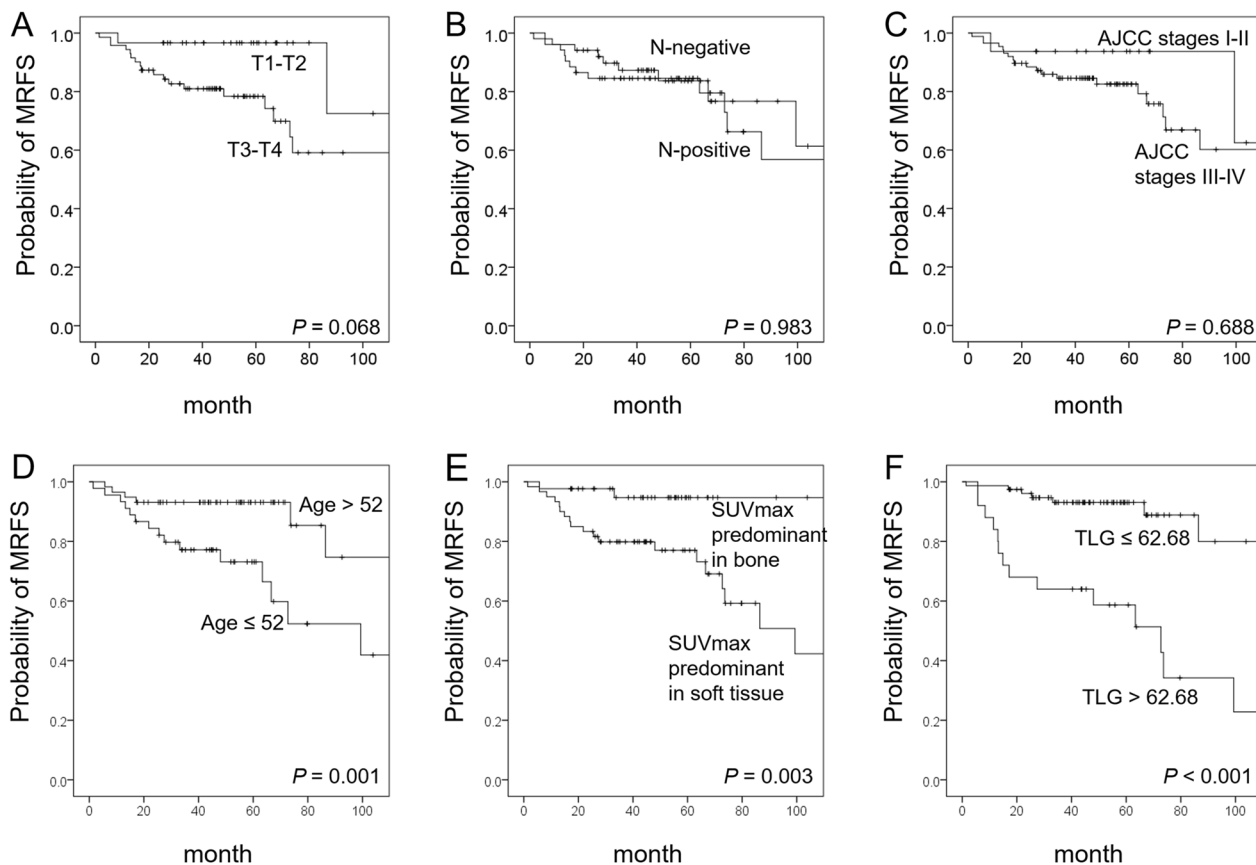 A
Probability of MRFS
1.0
0.8
0.6
0.4
0.2
0.0
T1-T2
T3-T4
P = 0.068
0 20 40 60 80 100
month
B
Probability of MRFS
1.0
0.8
0.6
0.4
0.2
0.0
N-negative
N-positive
P = 0.983
0 20 40 60 80 100
month
C
Probability of MRFS
1.0
0.8
0.6
0.4
0.2
0.0
AJCC stages I-II
AJCC
stages III-IV
P = 0.688
0 20 40 60 80 100
month
D
Probability of MRFS
1.0
0.8
0.6
0.4
0.2
0.0
Age > 52
Age ≤ 52
P = 0.001
0 20 40 60 80 100
month
E
Probability of MRFS
1.0
0.8
0.6
0.4
0.2
0.0
SUVmax
predominant
in bone
SUVmax
predominant
in soft tissue
P = 0.003
0 20 40 60 80 100
month
F
Probability of MRFS
1.0
0.8
0.6
0.4
0.2
0.0
TLG ≤ 62.68
TLG > 62.68
P < 0.001
0 20 40 60 80 100
month